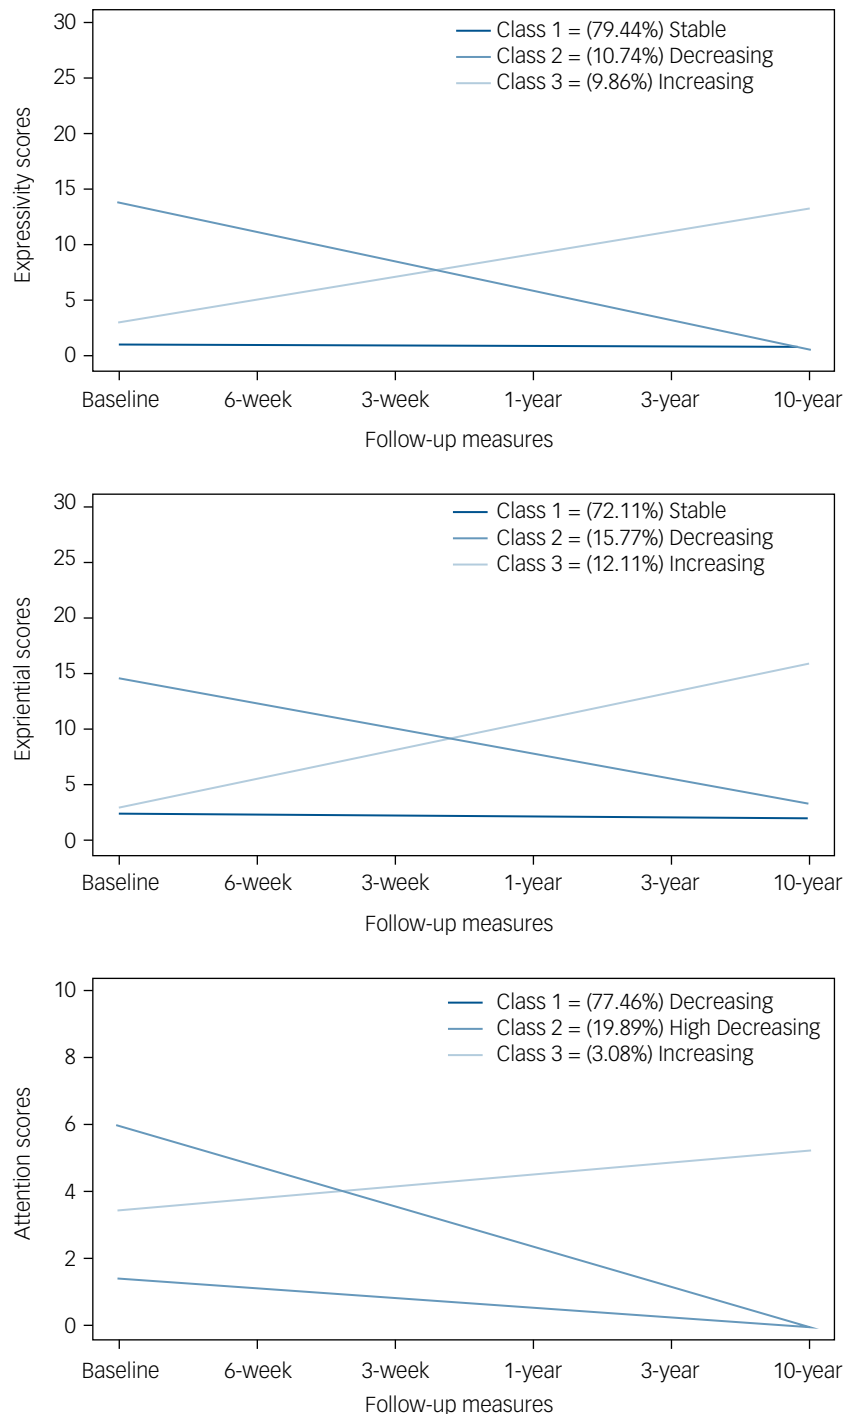 30
25
20
15
10
5
0
Expressivity scores
Class 1 = (79.44%) Stable
Class 2 = (10.74%) Decreasing
Class 3 = (9.86%) Increasing
Baseline 6-week 3-week 1-year 3-year 10-year
Follow-up measures
30
25
20
15
10
5
0
Expriential scores
Class 1 = (72.11%) Stable
Class 2 = (15.77%) Decreasing
Class 3 = (12.11%) Increasing
Baseline 6-week 3-week 1-year 3-year 10-year
Follow-up measures
10
8
6
4
2
0
Attention scores
Class 1 = (77.46%) Decreasing
Class 2 = (19.89%) High Decreasing
Class 3 = (3.08%) Increasing
Baseline 6-week 3-week 1-year 3-year 10-year
Follow-up measures